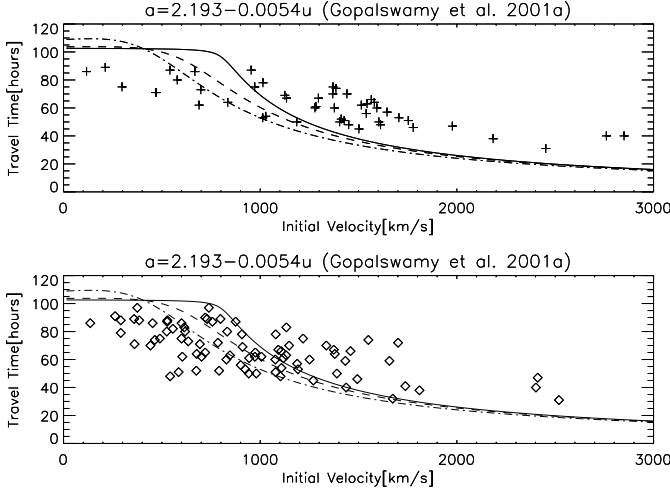 a=2.193−0.0054u (Gopalswamy et al. 2001a)
Travel Time[hours]
120
100
80
60
40
20
0
0 1000 2000 3000
Initial Velocity[km/s]
a=2.193−0.0054u (Gopalswamy et al. 2001a)
Travel Time[hours]
120
100
80
60
40
20
0
0 1000 2000 3000
Initial Velocity[km/s]